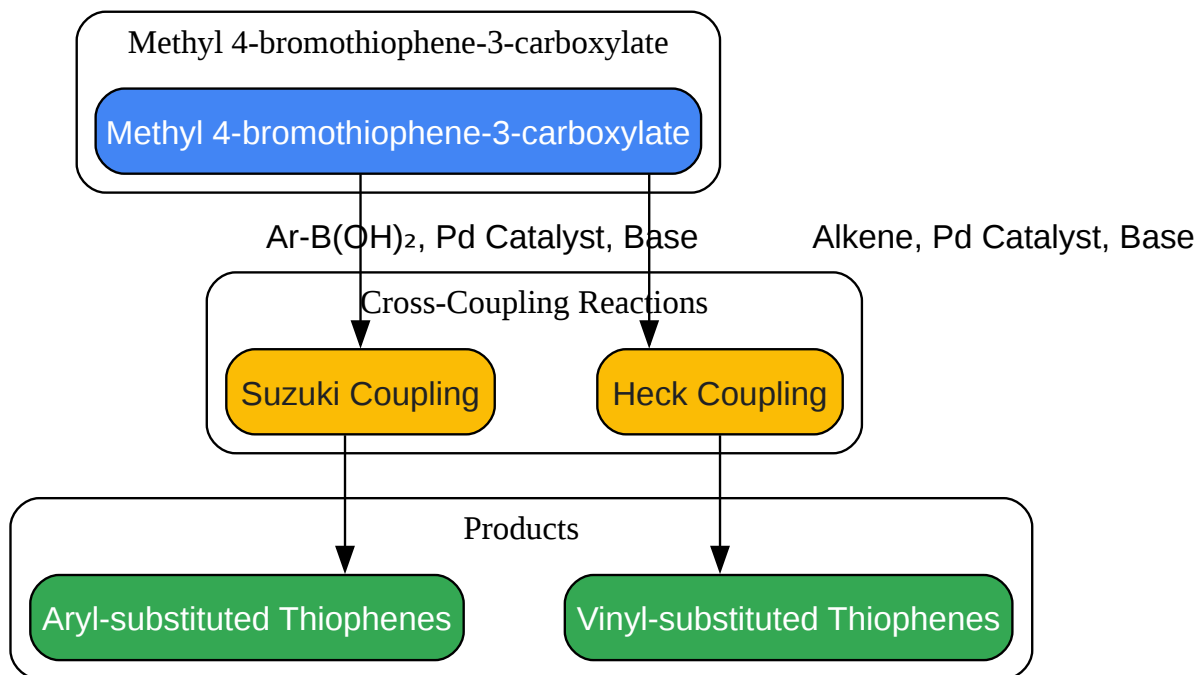 Methyl 4-bromothiophene-3-carboxylate
Methyl 4-bromothiophene-3-carboxylate
Ar-B(OH)₂, Pd Catalyst, Base
Alkene, Pd Catalyst, Base
Cross-Coupling Reactions
Suzuki Coupling
Heck Coupling
Products
Aryl-substituted Thiophenes
Vinyl-substituted Thiophenes